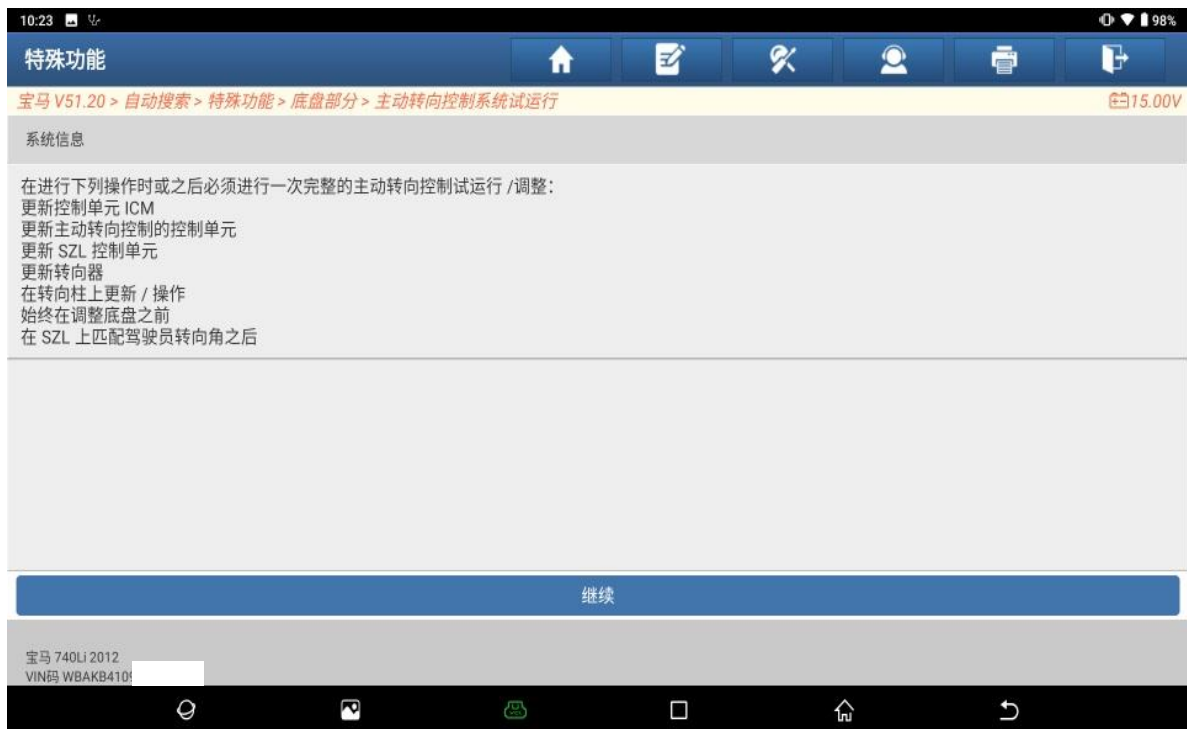 10:23 98%
特殊功能
宝马 V51.20 > 自动搜索 > 特殊功能 > 底盘部分 > 主动转向控制系统试运行 15.00V
系统信息
在进行下列操作时或之后必须进行一次完整的主动转向控制试运行 /调整：
更新控制单元 ICM
更新主动转向控制的控制单元
更新 SZL 控制单元
更新转向器
在转向柱上更新 / 操作
始终在调整底盘之前
在 SZL 上匹配驾驶员转向角之后
继续
宝马 740Li 2012
VIN码 WBAKB4109